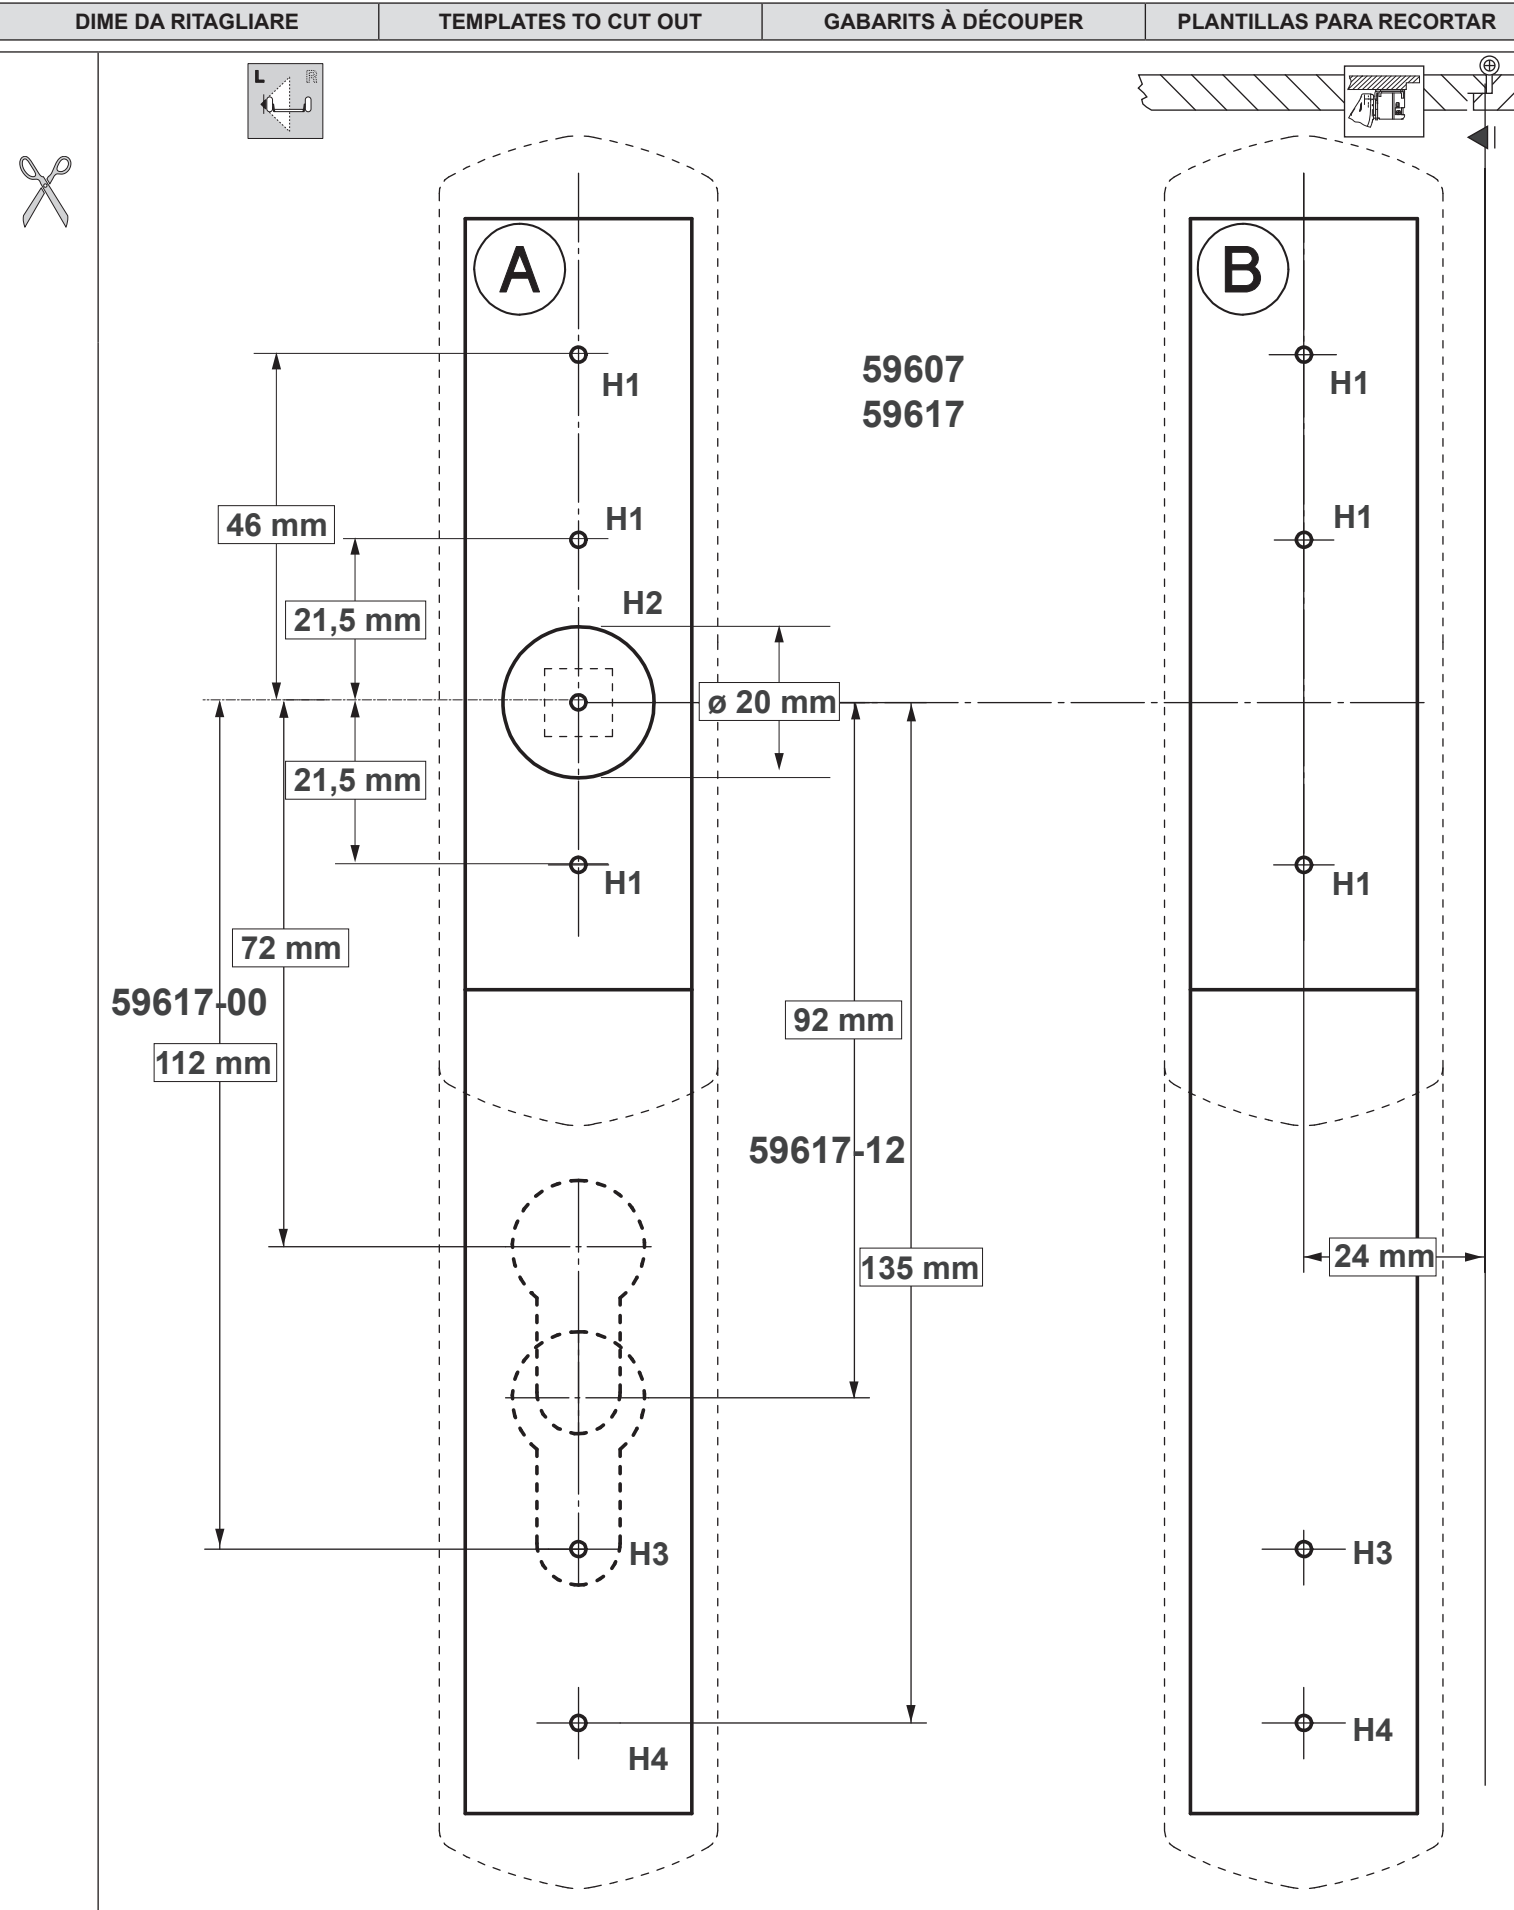 DIME DA RITAGLIARE
TEMPLATES TO CUT OUT
GABARITS À DÉCOUPER
PLANTILLAS PARA RECORTAR
L R
A
B
H1
H1
59607
59617
46 mm
H1
H1
21,5 mm
H2
ø 20 mm
21,5 mm
H1
H1
72 mm
59617-00
92 mm
112 mm
59617-12
135 mm
24 mm
H3
H3
H4
H4